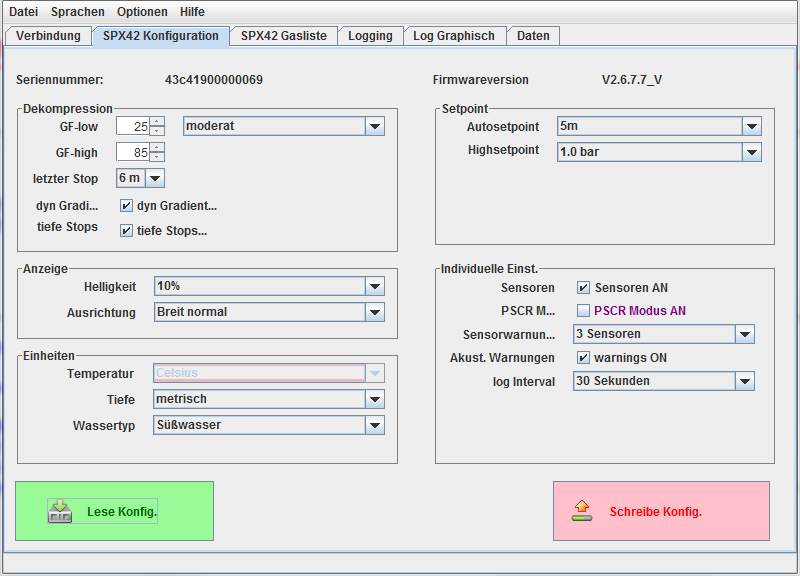 Datei Sprachen Optionen Hilfe
Verbindung SPX42 Konfiguration SPX42 Gasliste Logging Log Graphisch Daten
Seriennummer: 43c41900000069 Firmwareversion V2.6.7.7_V
Dekompression
GF-low 25 moderat
GF-high 85
letzter Stop 6 m
dyn Gradi... dyn Gradient...
tiefe Stops tiefe Stops...
Setpoint
Autosetpoint 5m
Highsetpoint 1.0 bar
Anzeige
Helligkeit 10%
Ausrichtung Breit normal
Einheiten
Temperatur Celsius
Tiefe metrisch
Wassertyp Süßwasser
Individuelle Einst.
Sensoren Sensoren AN
PSCR M... PSCR Modus AN
Sensorwarnun... 3 Sensoren
Akust. Warnungen warnings ON
log Interval 30 Sekunden
Lese Konfig. Schreibe Konfig.